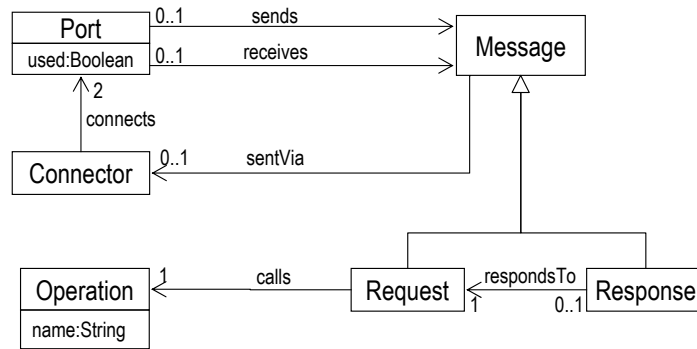 Port
used:Boolean
0..1
sends
0..1
receives
Message
2
connects
Connector
0..1
sentVia
Operation
name:String
1
calls
Request
respondsTo
1
0..1
Response